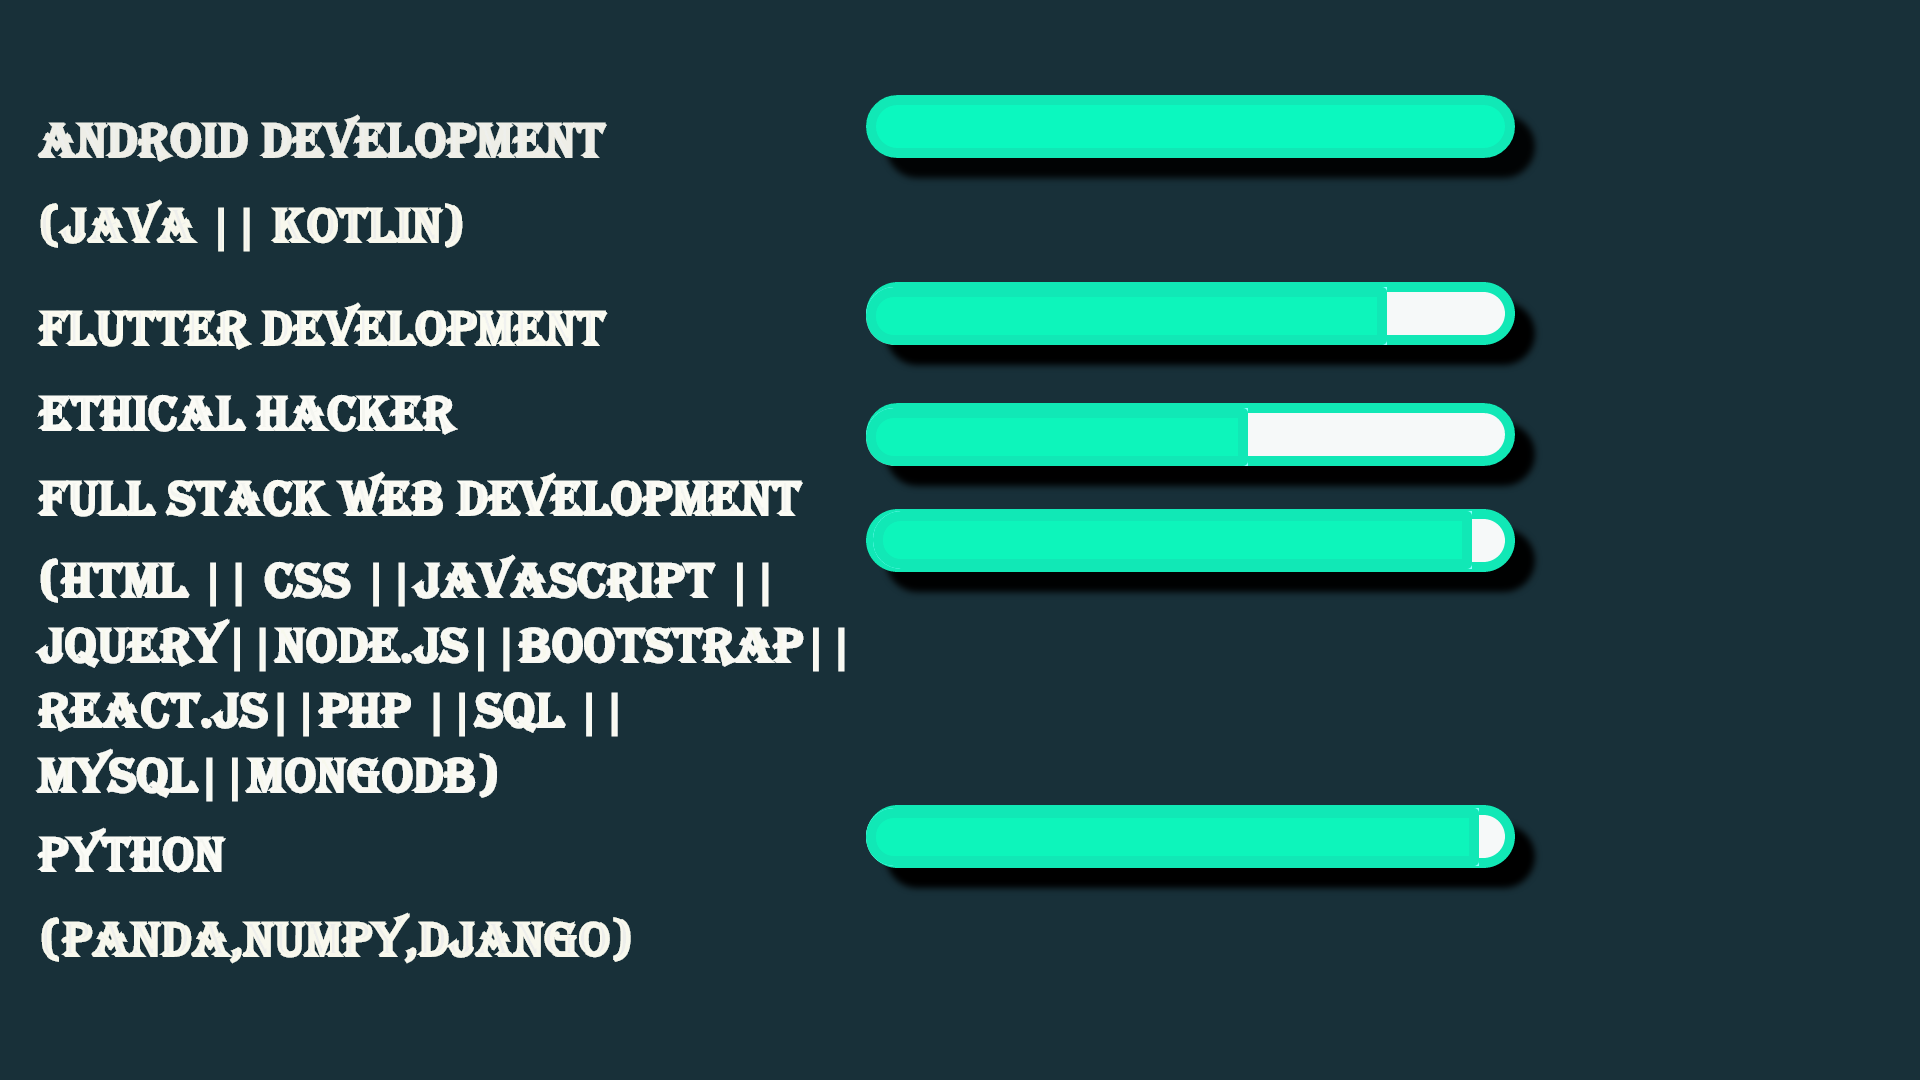 ANDROID DEVELOPMENT
(JAVA || KOTLIN)
FLUTTER DEVELOPMENT
ETHICAL HACKER
FULL STACK WEB DEVELOPMENT
(HTML || CSS ||JAVASCRIPT ||
JQUERY||NODE.JS||BOOTSTRAP||
REACT.JS||PHP ||SQL ||
MYSQL||MONGODB)
PYTHON
(PANDA,NUMPY,DJANGO)